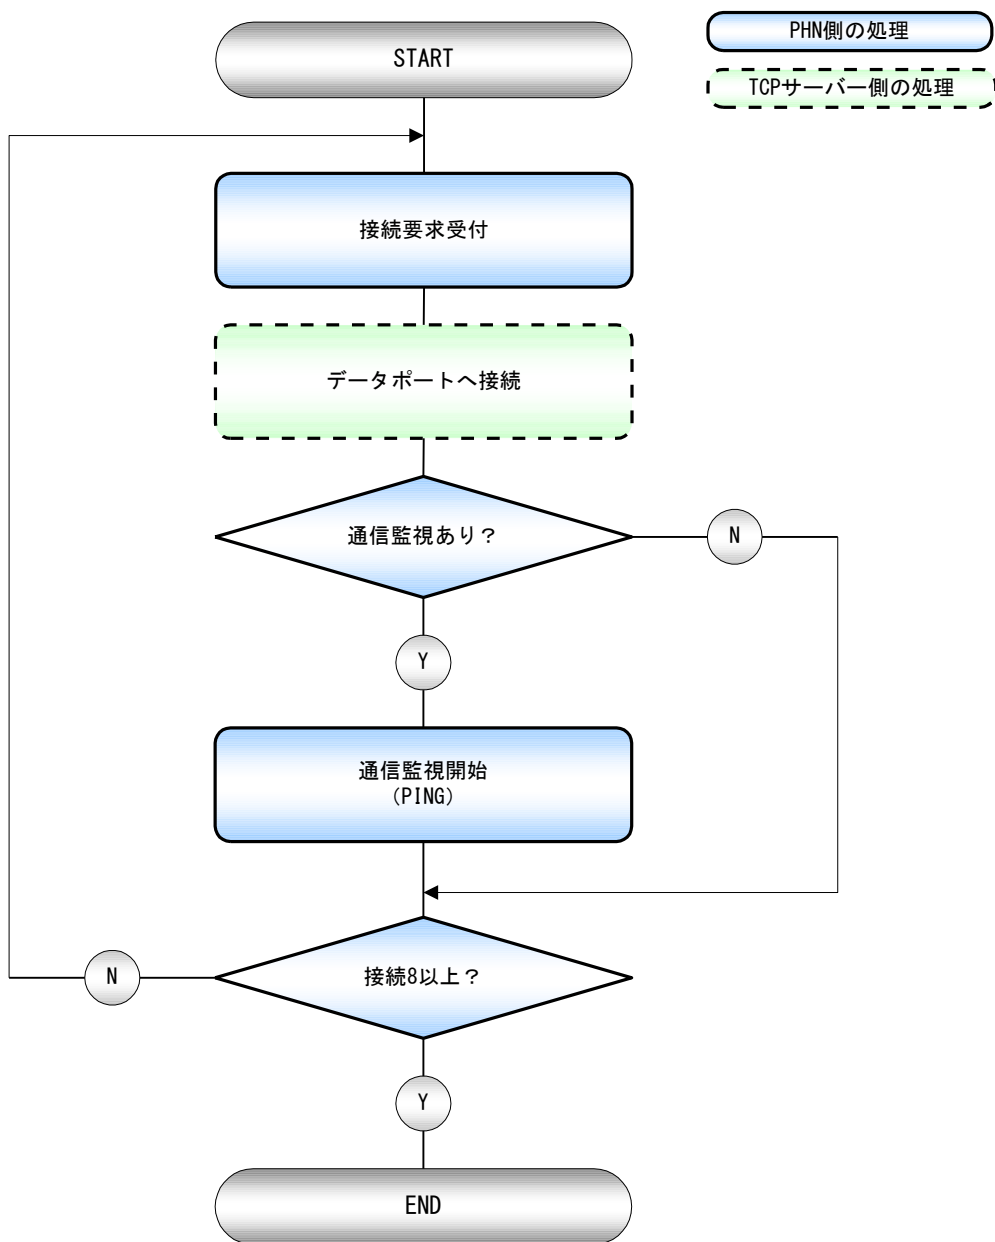 PHN側の処理
START
TCPサーバー側の処理
接続要求受付
データポートへ接続
通信監視あり？
N
Y
通信監視開始
(PING)
接続8以上？
N
Y
END